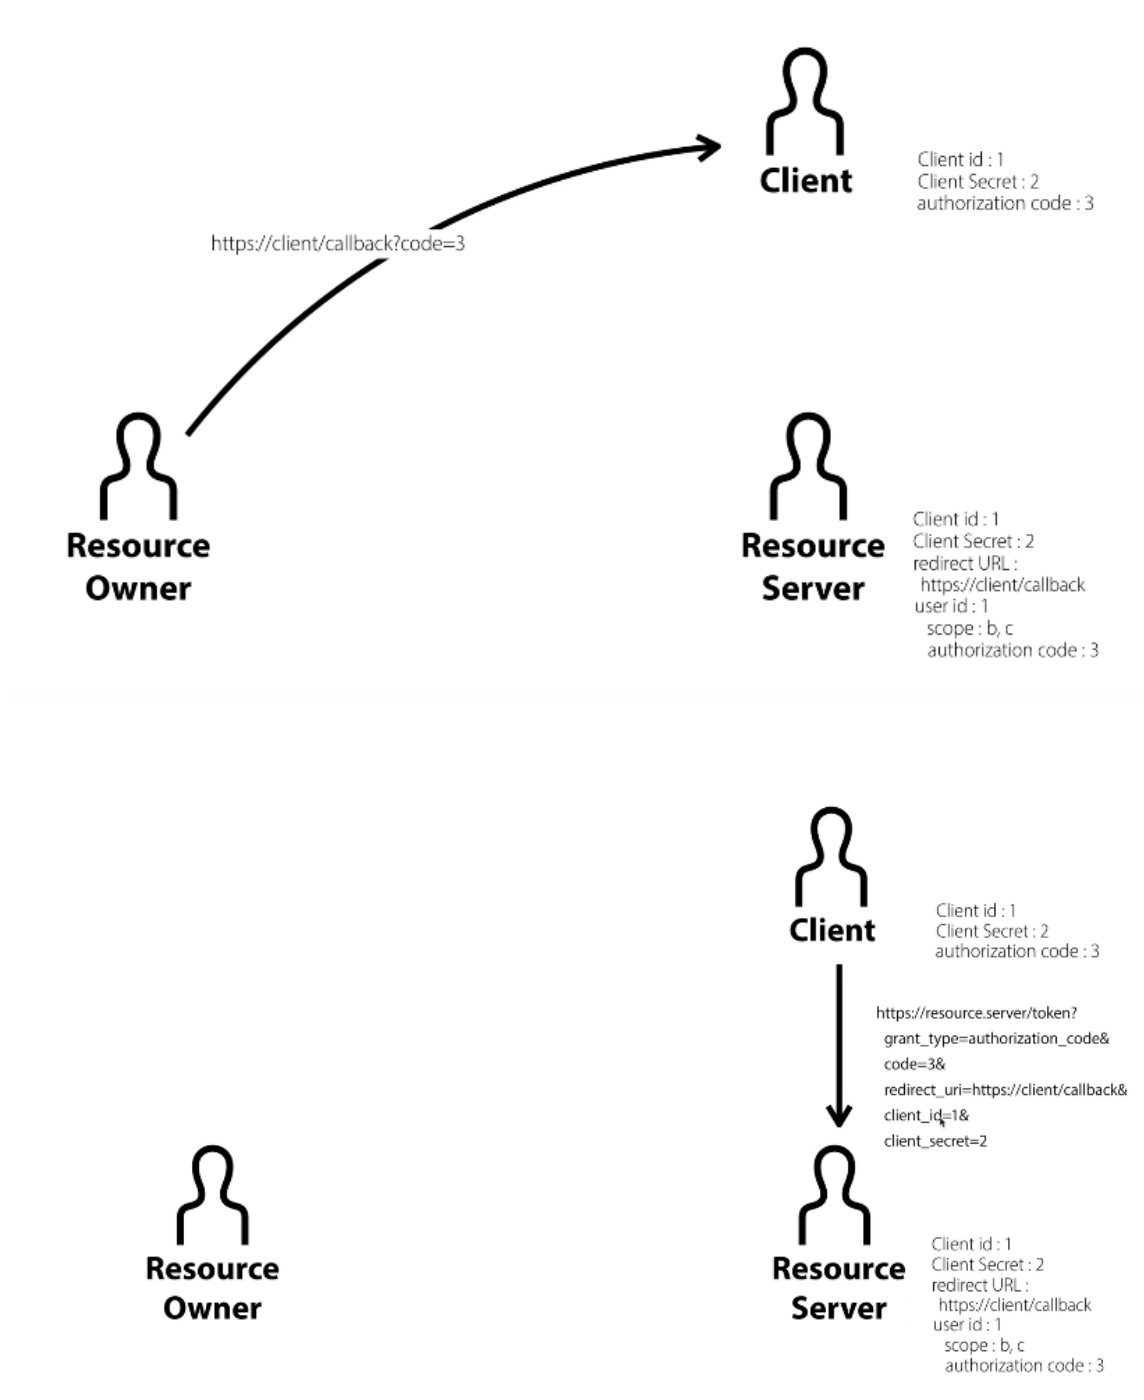 Client
Client id : 1
Client Secret : 2
authorization code : 3
https://client/callback?code=3
Resource
Owner
Resource
Server
Client id : 1
Client Secret : 2
redirect URL :
https://client/callback
user id : 1
scope : b, c
authorization code : 3
Client
Client id : 1
Client Secret : 2
authorization code : 3
https://resource.server/token?
grant_type=authorization_code&
code=3&
redirect_uri=https://client/callback&
client_id=1&
client_secret=2
Resource
Owner
Resource
Server
Client id : 1
Client Secret : 2
redirect URL :
https://client/callback
user id : 1
scope : b, c
authorization code : 3